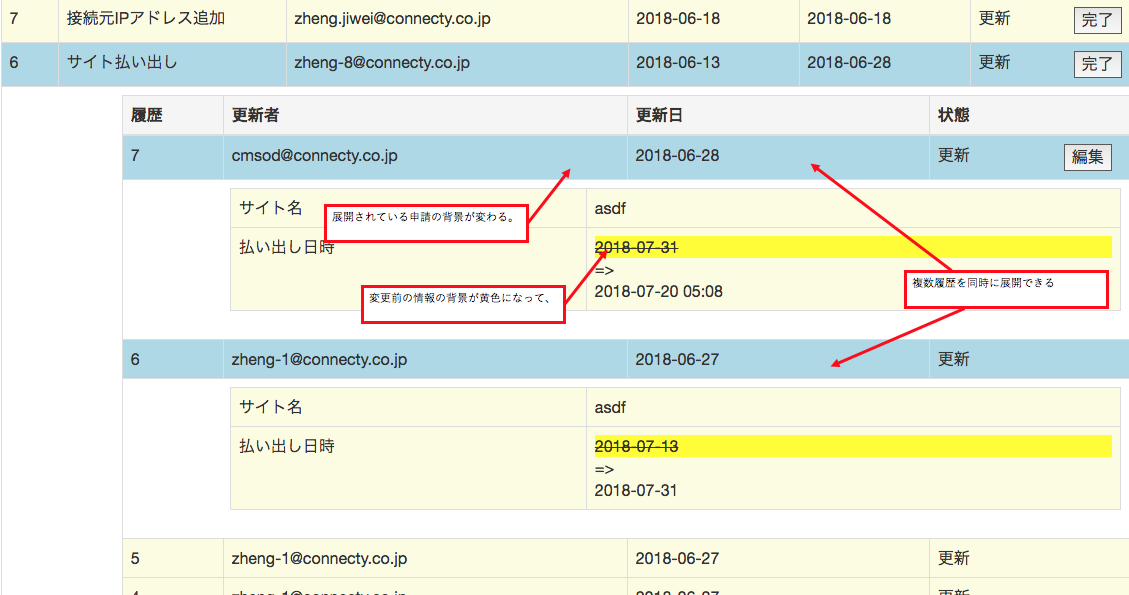 7 接続元IPアドレス追加 zheng.jiwei@connecty.co.jp 2018-06-18 2018-06-18 更新 完了
6 サイト払い出し zheng-8@connecty.co.jp 2018-06-13 2018-06-28 更新 完了
履歴 更新者 更新日 状態
7 cmsod@connecty.co.jp 2018-06-28 更新 編集
サイト名 asdf
展開されている申請の背景が変わる。
払い出し日時 2018-07-31
=>
2018-07-20 05:08
変更前の情報の背景が黄色になって、
複数履歴を同時に展開できる
6 zheng-1@connecty.co.jp 2018-06-27 更新
サイト名 asdf
払い出し日時 2018-07-13
=>
2018-07-31
5 zheng-1@connecty.co.jp 2018-06-27 更新
4 zheng-1@connecty.co.jp 2018-06-27 更新